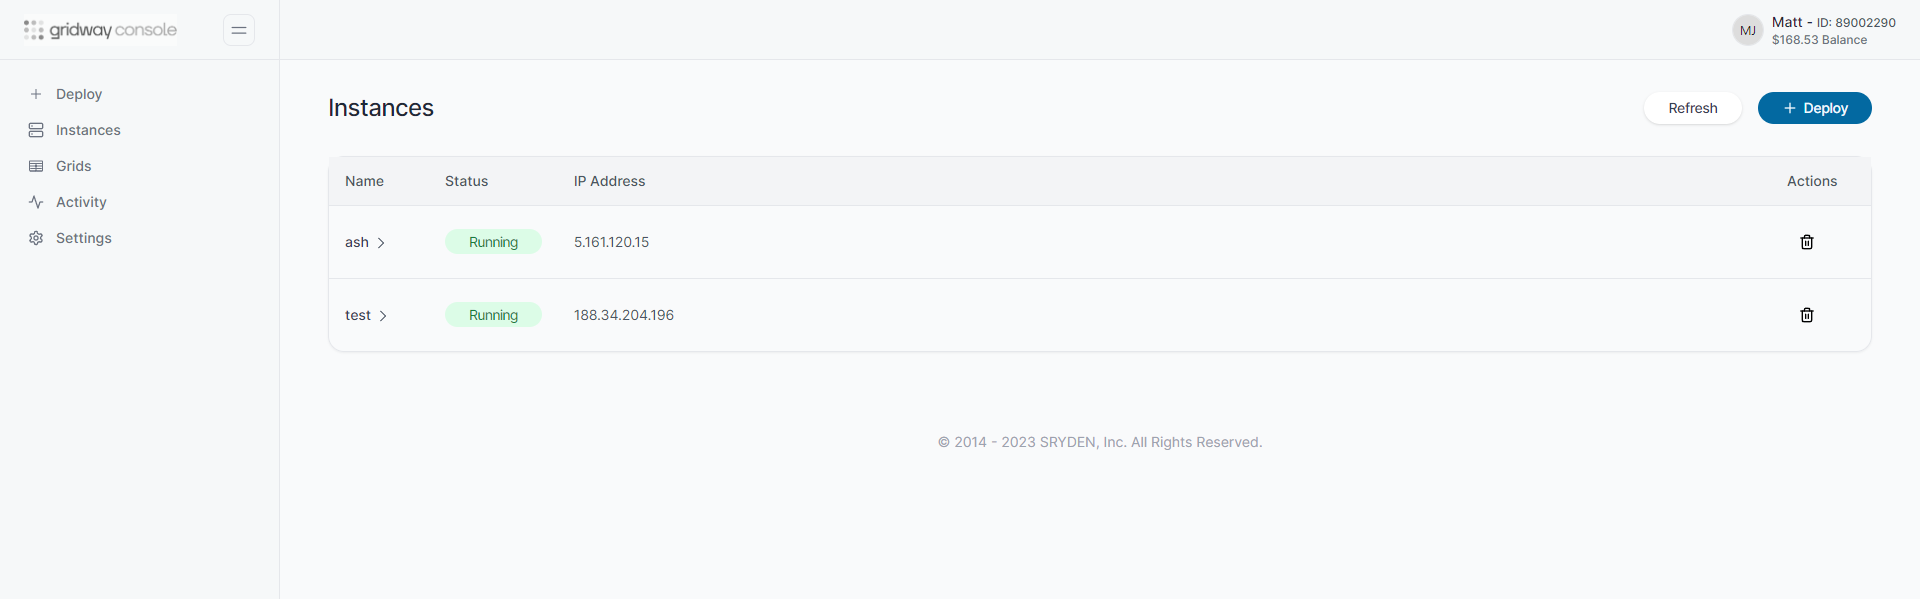 gridway console
MJ
Matt - ID: 89002290
$168.53 Balance
Deploy
Instances
Grids
Activity
Settings
Instances
Refresh
+ Deploy
Name Status IP Address Actions
ash Running 5.161.120.15
test Running 188.34.204.196
© 2014 - 2023 SRYDEN, Inc. All Rights Reserved.